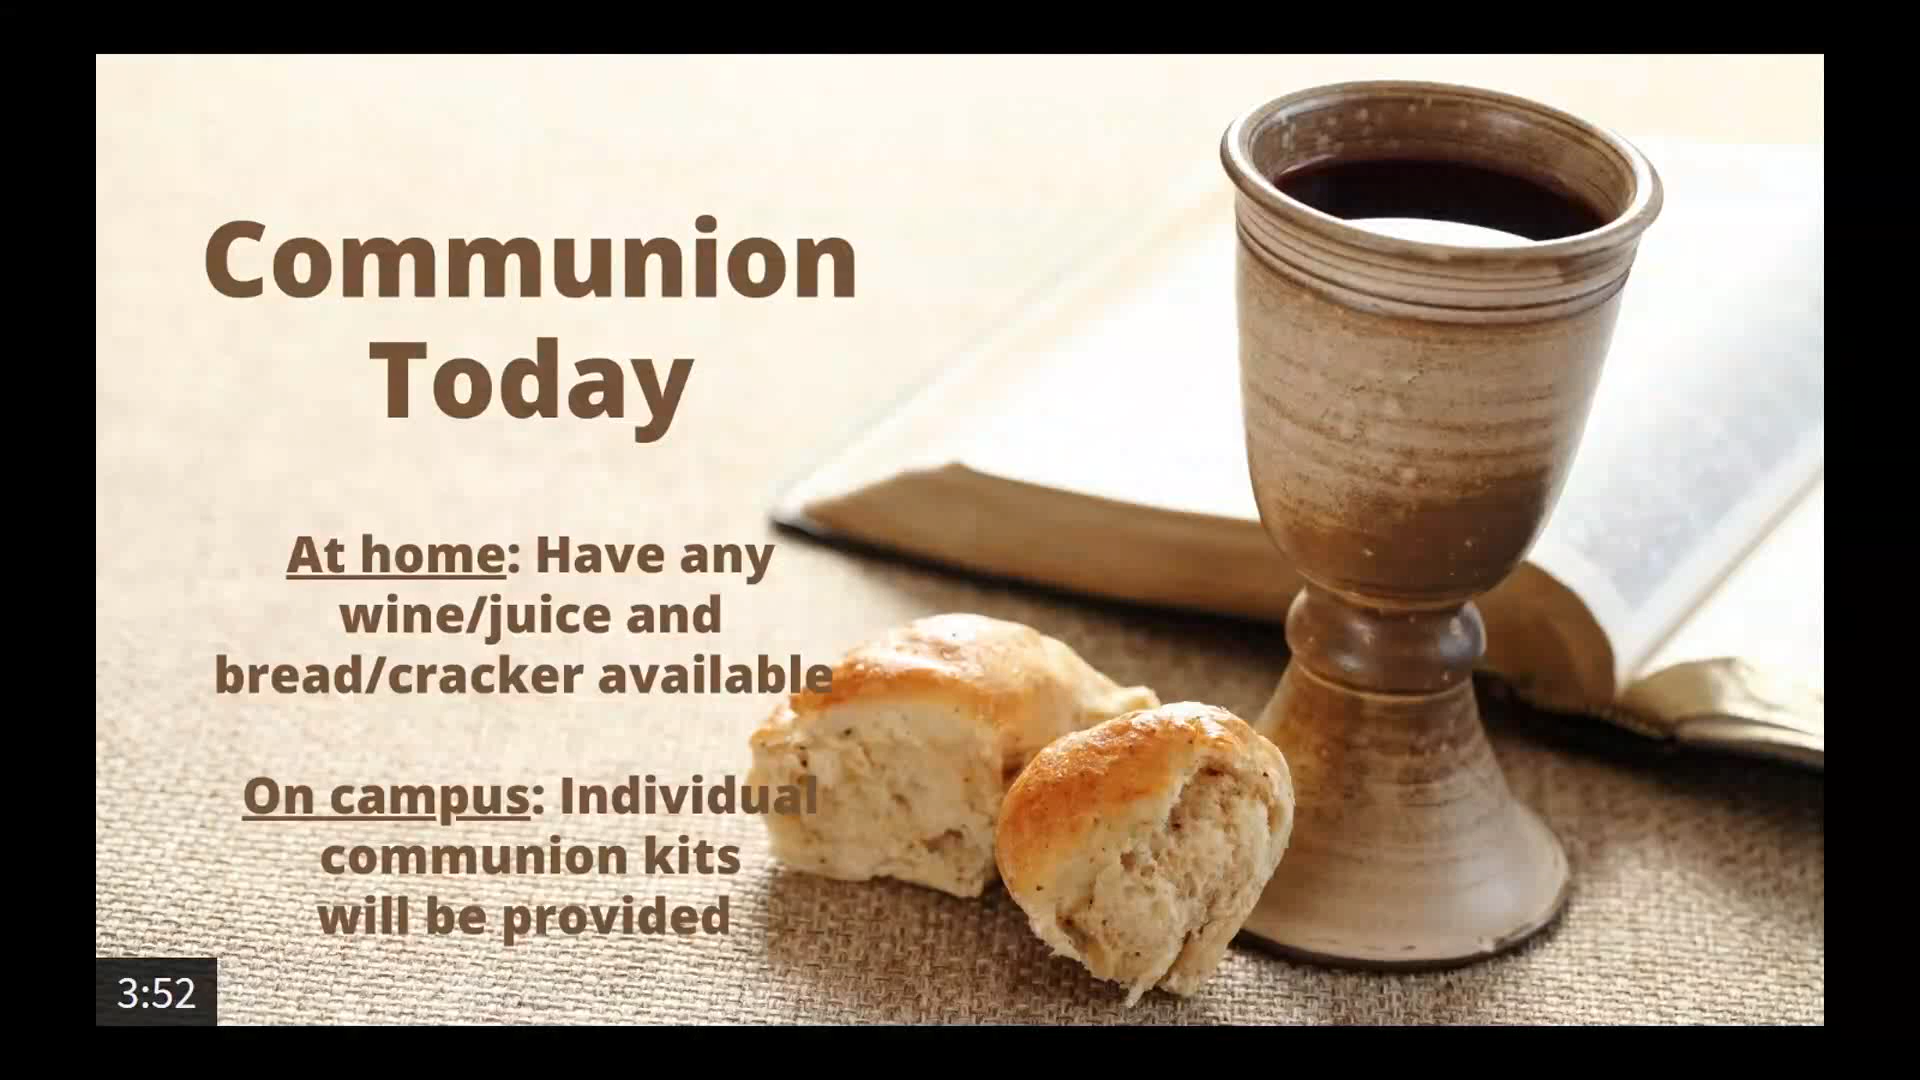 Communion
Today
At home: Have any
wine/juice and
bread/cracker available
On campus: Individual
communion kits
will be provided
3:52